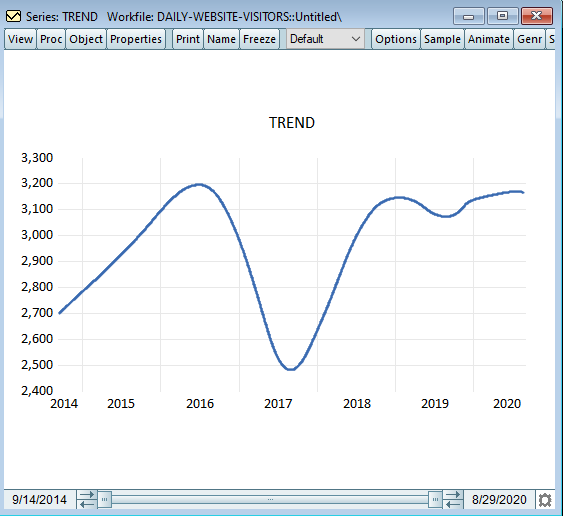 Series: TREND Workfile: DAILY-WEBSITE-VISITORS::Untitled\
View Proc Object Properties Print Name Freeze Default Options Sample Animate Genr S
TREND
3,300
3,200
3,100
3,000
2,900
2,800
2,700
2,600
2,500
2,400
2014 2015 2016 2017 2018 2019 2020
9/14/2014 8/29/2020